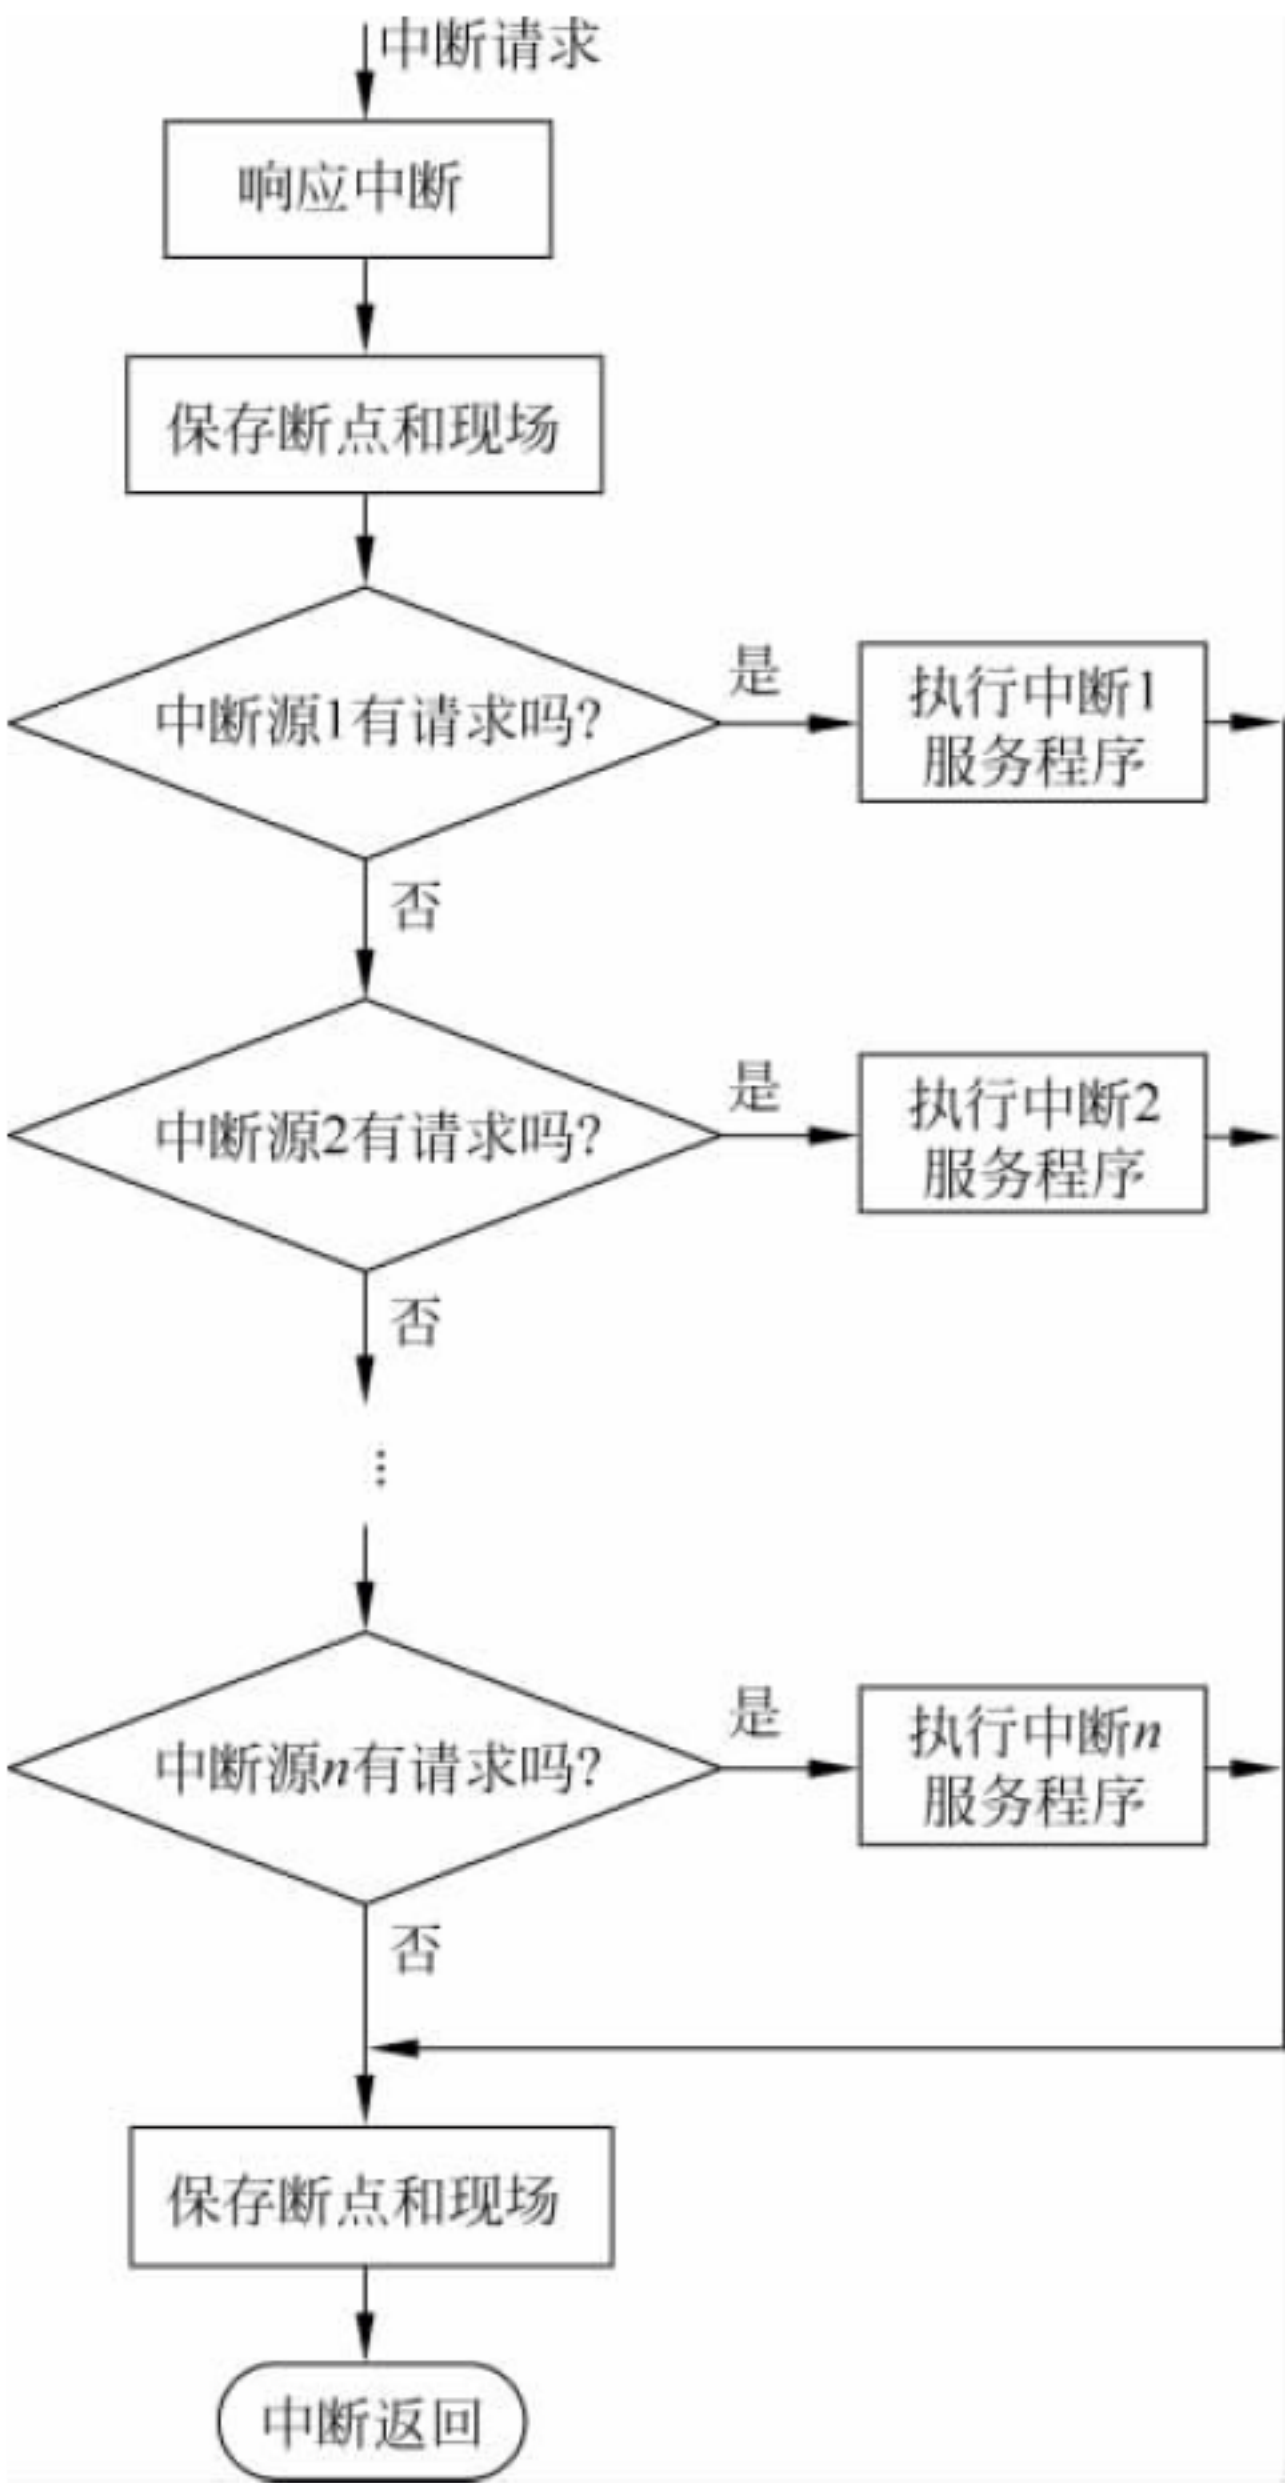 中断请求
响应中断
保存断点和现场
中断源1有请求吗?
是
执行中断1
服务程序
否
中断源2有请求吗?
是
执行中断2
服务程序
否
⋮
中断源n有请求吗?
是
执行中断n
服务程序
否
保存断点和现场
中断返回